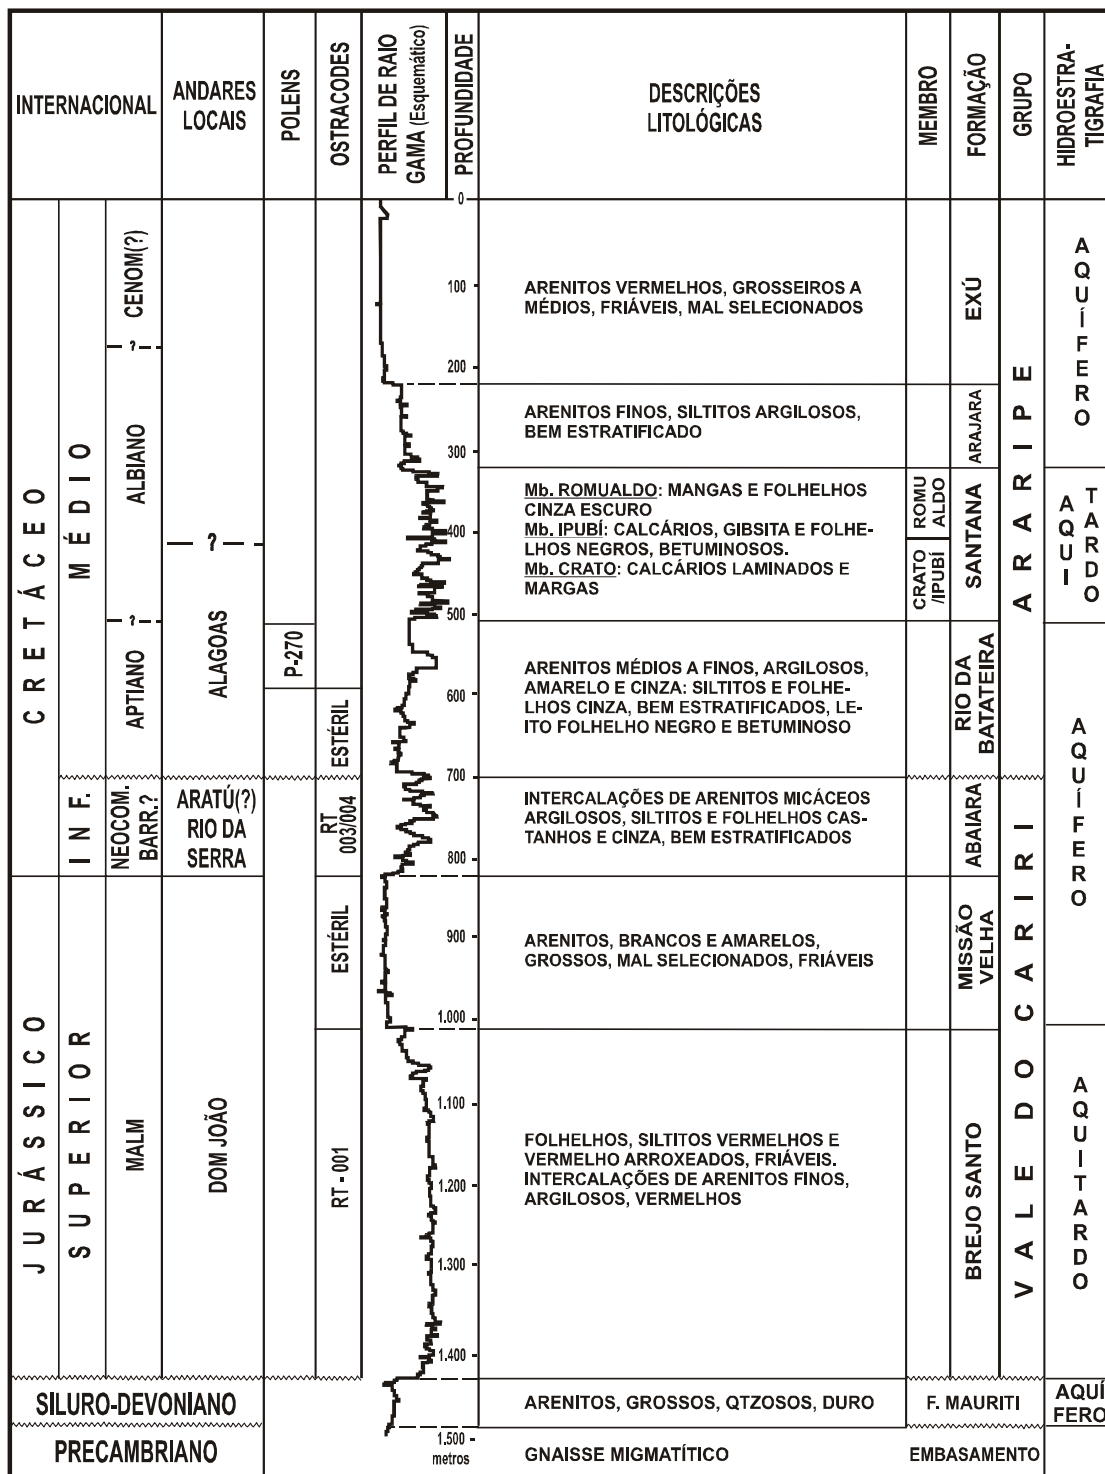 INTERNACIONAL
ANDARES
LOCAIS
POLENS
OSTRACODES
PERFIL DE RAIO
GAMA (Esquemático)
PROFUNDIDADE
DESCRIÇÕES
LITOLÓGICAS
MEMBRO
FORMAÇÃO
GRUPO
HIDROESTRA-
TIGRAFIA
CRETÁCEO
MÉDIO
CENOM(?)
?
ALBIANO
?
APTIANO
?
ALAGOAS
P-270
ESTÉRIL
INF.
NEOCOM.
BARR.?
ARATÚ(?)
RIO DA
SERRA
RT
003/004
ESTÉRIL
JURÁSSICO
SUPERIOR
MALM
DOM JOÃO
RT - 001
SILURO-DEVONIANO
PRECAMBRIANO
0
100
200
300
400
500
600
700
800
900
1.000
1.100
1.200
1.300
1.400
1.500
metros
ARENITOS VERMELHOS, GROSSEIROS A
MÉDIOS, FRIÁVEIS, MAL SELECIONADOS
EXÚ
ARENITOS FINOS, SILTITOS ARGILOSOS,
BEM ESTRATIFICADO
ARAJARA
Mb. ROMUALDO: MANGAS E FOLHELHOS
CINZA ESCURO
Mb. IPUBÍ: CALCÁRIOS, GIBSITA E FOLHE-
LHOS NEGROS, BETUMINOSOS.
Mb. CRATO: CALCÁRIOS LAMINADOS E
MARGAS
ROMU
ALDO
CRATO
/IPUBÍ
SANTANA
ARENITOS MÉDIOS A FINOS, ARGILOSOS,
AMARELO E CINZA: SILTITOS E FOLHE-
LHOS CINZA, BEM ESTRATIFICADOS, LE-
ITO FOLHELHO NEGRO E BETUMINOSO
RIO DA
BATATEIRA
INTERCALAÇÕES DE ARENITOS MICÁCEOS
ARGILOSOS, SILTITOS E FOLHELHOS CAS-
TANHOS E CINZA, BEM ESTRATIFICADOS
ABAIARA
ARENITOS, BRANCOS E AMARELOS,
GROSSOS, MAL SELECIONADOS, FRIÁVEIS
MISSÃO
VELHA
FOLHELHOS, SILTITOS VERMELHOS E
VERMELHO ARROXEADOS, FRIÁVEIS.
INTERCALAÇÕES DE ARENITOS FINOS,
ARGILOSOS, VERMELHOS
BREJO SANTO
ARENITOS, GROSSOS, QTZOSOS, DURO
F. MAURITI
GNAISSE MIGMATÍTICO
EMBASAMENTO
ARARIPE
VALE DO CARIRI
AQUÍFERO
AQUI
TARDO
AQUÍFERO
AQUITARDO
AQUÍ
FERO